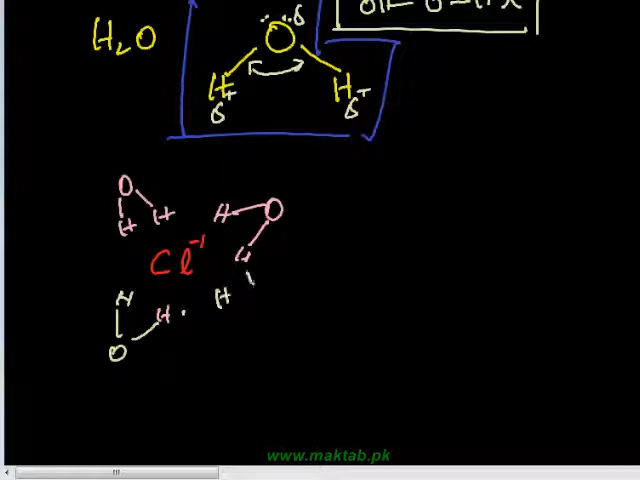 H₂O
O δ
H δ+
H δ+
O
H H
H O
H
Cl⁻¹
H
H
H
O
www.maktab.pk